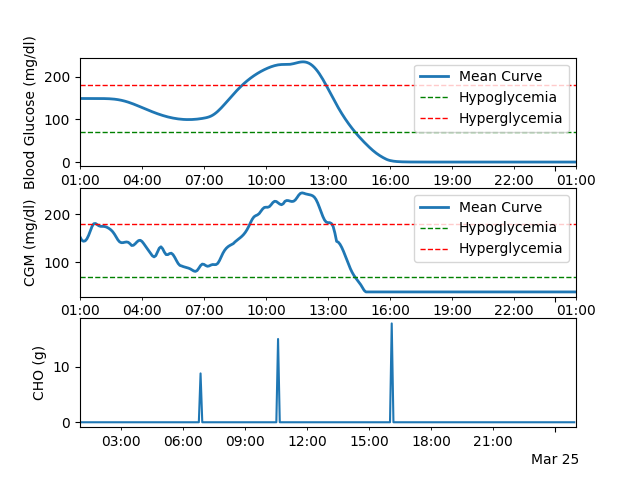 Blood Glucose (mg/dl)
200
100
0
Mean Curve
Hypoglycemia
Hyperglycemia
01:00 04:00 07:00 10:00 13:00 16:00 19:00 22:00 01:00
CGM (mg/dl)
200
100
Mean Curve
Hypoglycemia
Hyperglycemia
01:00 04:00 07:00 10:00 13:00 16:00 19:00 22:00 01:00
CHO (g)
10
0
03:00 06:00 09:00 12:00 15:00 18:00 21:00
Mar 25